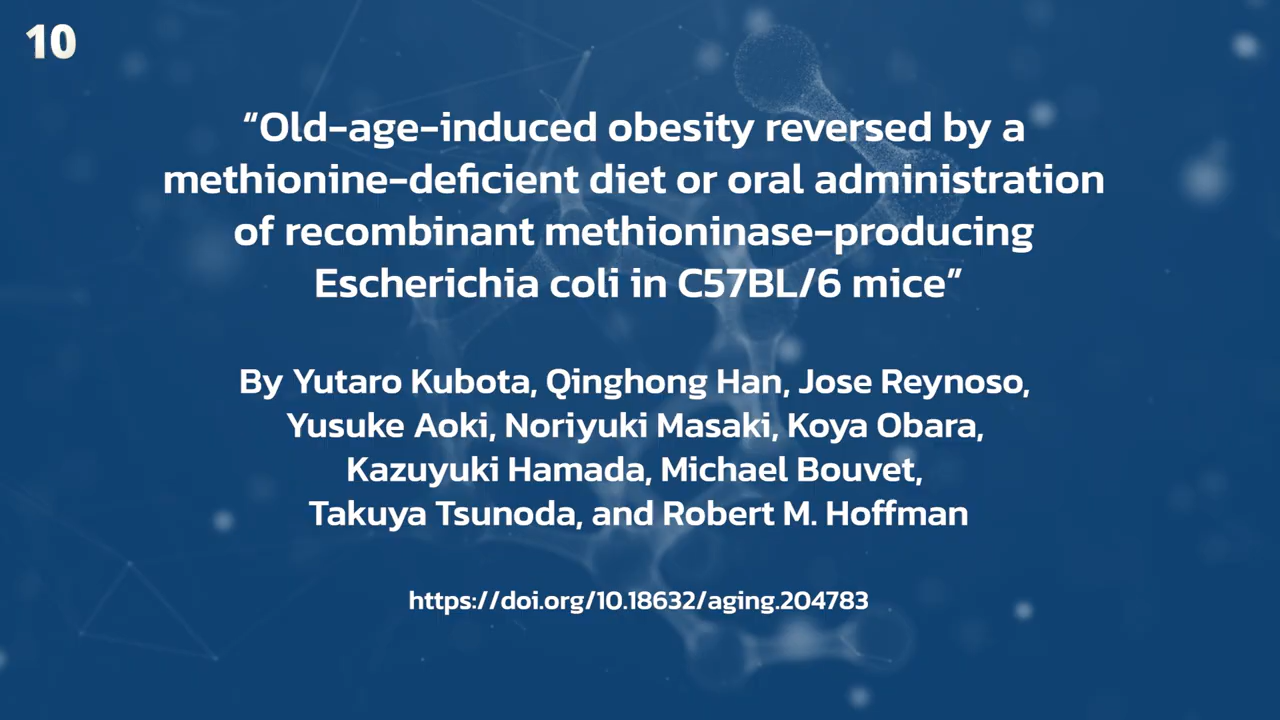 10
“Old-age-induced obesity reversed by a
methionine-deficient diet or oral administration
of recombinant methioninase-producing
Escherichia coli in C57BL/6 mice”
By Yutaro Kubota, Qinghong Han, Jose Reynoso,
Yusuke Aoki, Noriyuki Masaki, Koya Obara,
Kazuyuki Hamada, Michael Bouvet,
Takuya Tsunoda, and Robert M. Hoffman
https://doi.org/10.18632/aging.204783